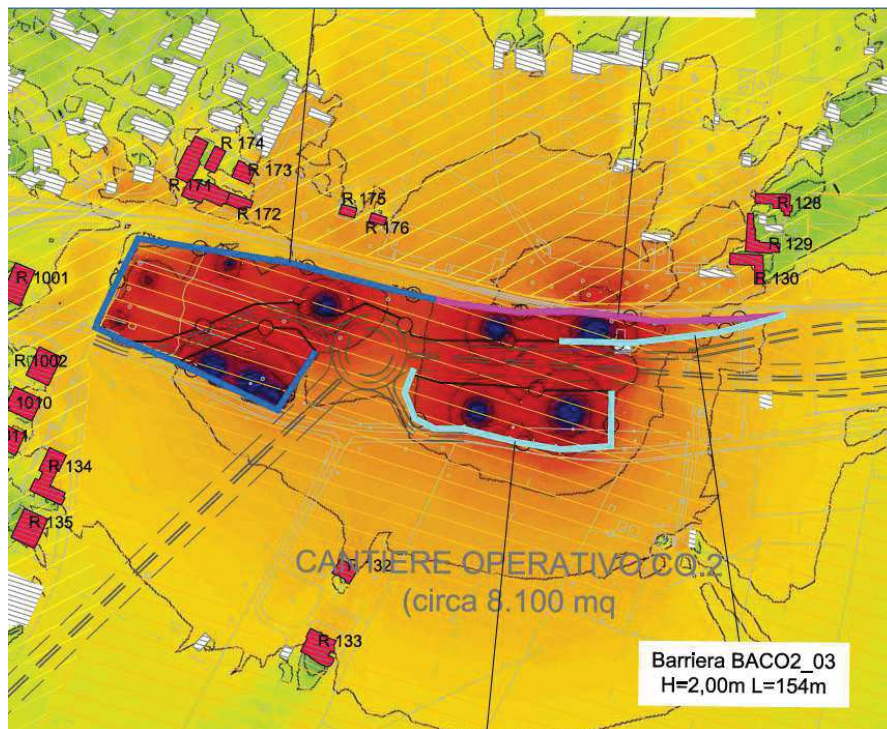 R 174
R 173
R 171
R 172
R 175
R 176
R 128
R 129
R 130
R 1001
R 1002
1010
R 134
R 135
132
R 133
CANTIERE OPERATIVO CO.2
(circa 8.100 mq
Barriera BACO2_03
H=2,00m L=154m